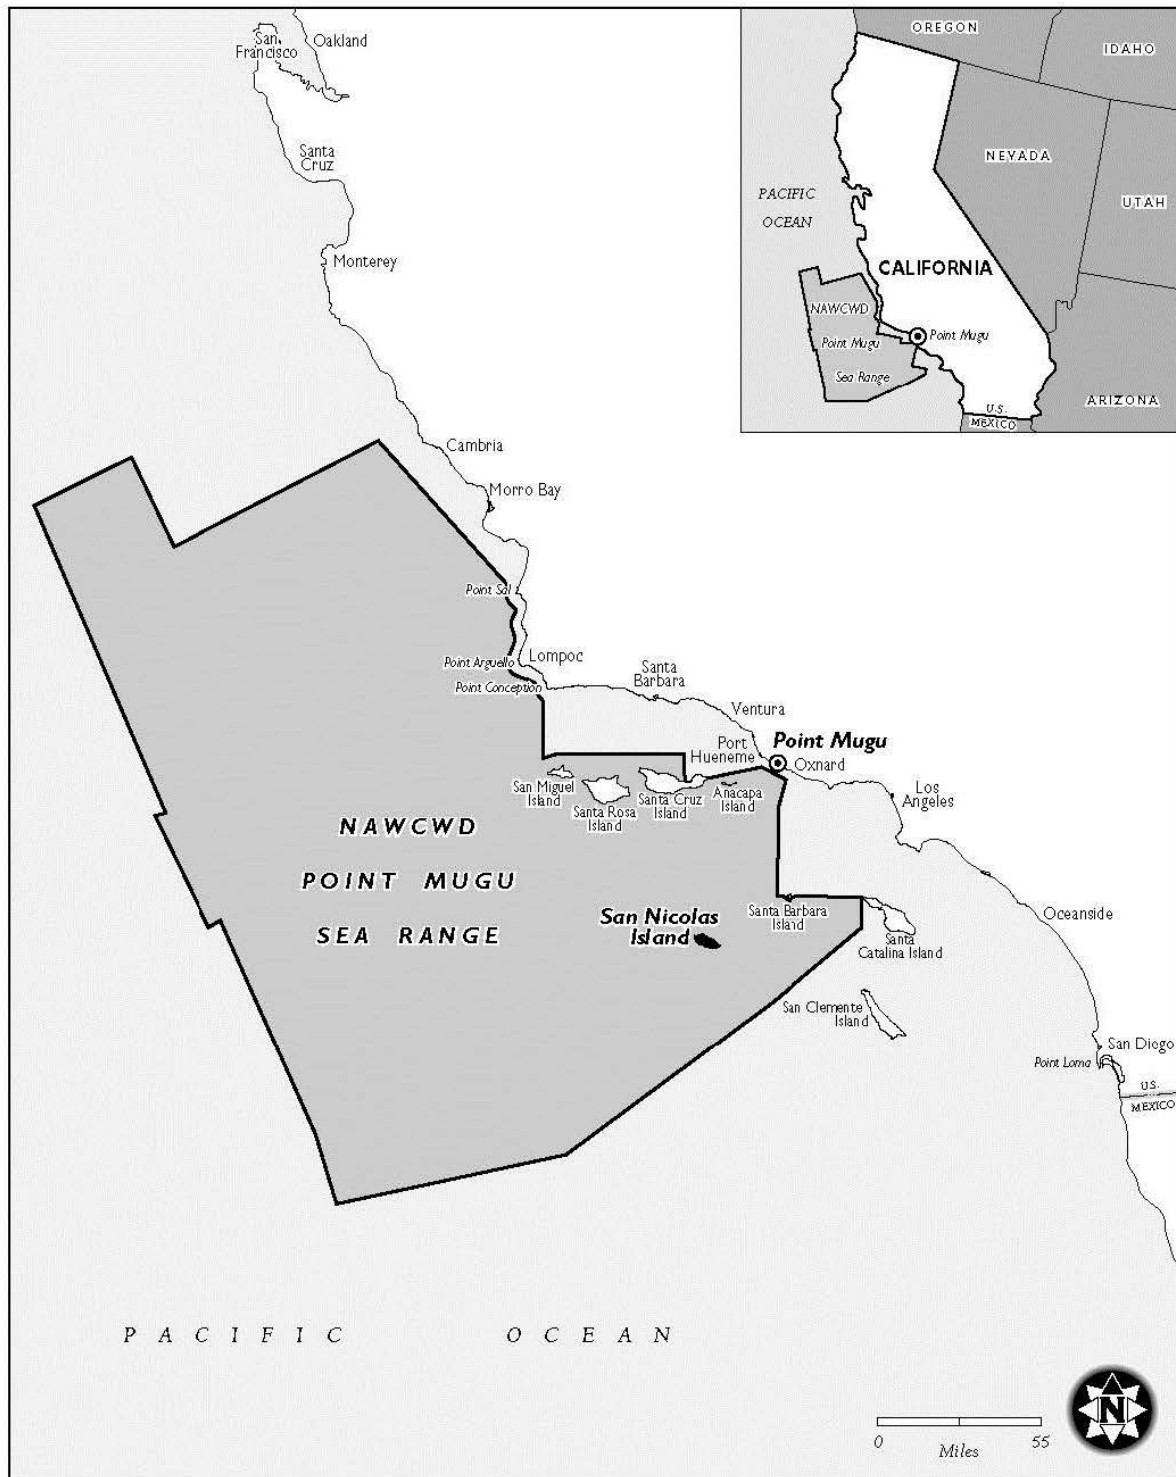 San
Francisco
Oakland
Santa
Cruz
Monterey
Cambria
Morro Bay
Point Sal
Point Arguello
Lompoc
Point Conception
Santa
Barbara
Ventura
Port
Hueneme
Point Mugu
Oxnard
Los
Angeles
San Miguel
Island
Santa Rosa
Island
Santa Cruz
Island
Anacapa
Island
NAWCWD
POINT MUGU
SEA RANGE
San Nicolas
Island
Santa Barbara
Island
Santa
Catalina Island
San Clemente
Island
Oceanside
San Diego
Point Loma
U.S.
MEXICO
PACIFIC OCEAN
0
55
Miles
N
OREGON
IDAHO
NEVADA
UTAH
PACIFIC
OCEAN
CALIFORNIA
NAWCWD
Point Mugu
Sea Range
Point Mugu
ARIZONA
U.S.
MEXICO